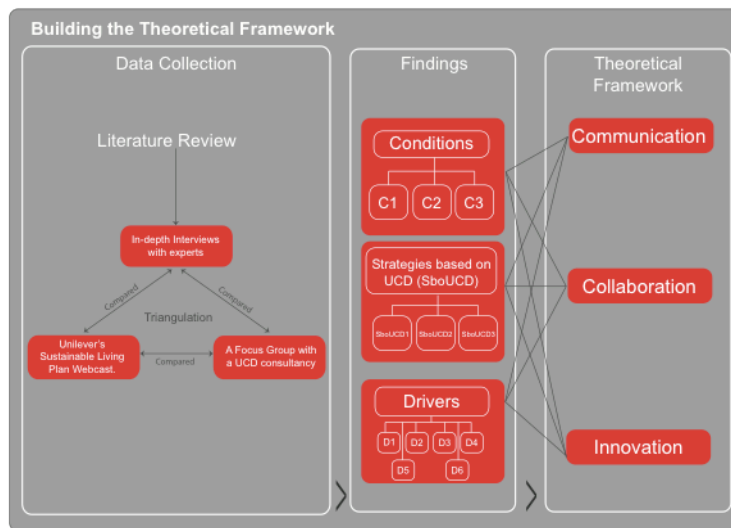 Building the Theoretical Framework
Data Collection
Literature Review
In-depth Interviews
with experts
Compared
Compared
Triangulation
Unilever's
Sustainable Living
Plan Webcast.
Compared
A Focus Group with
a UCD consultancy
Findings
Conditions
C1
C2
C3
Strategies based on
UCD (SboUCD)
SboUCD1
SboUCD2
SboUCD3
Drivers
D1
D2
D3
D4
D5
D6
Theoretical
Framework
Communication
Collaboration
Innovation